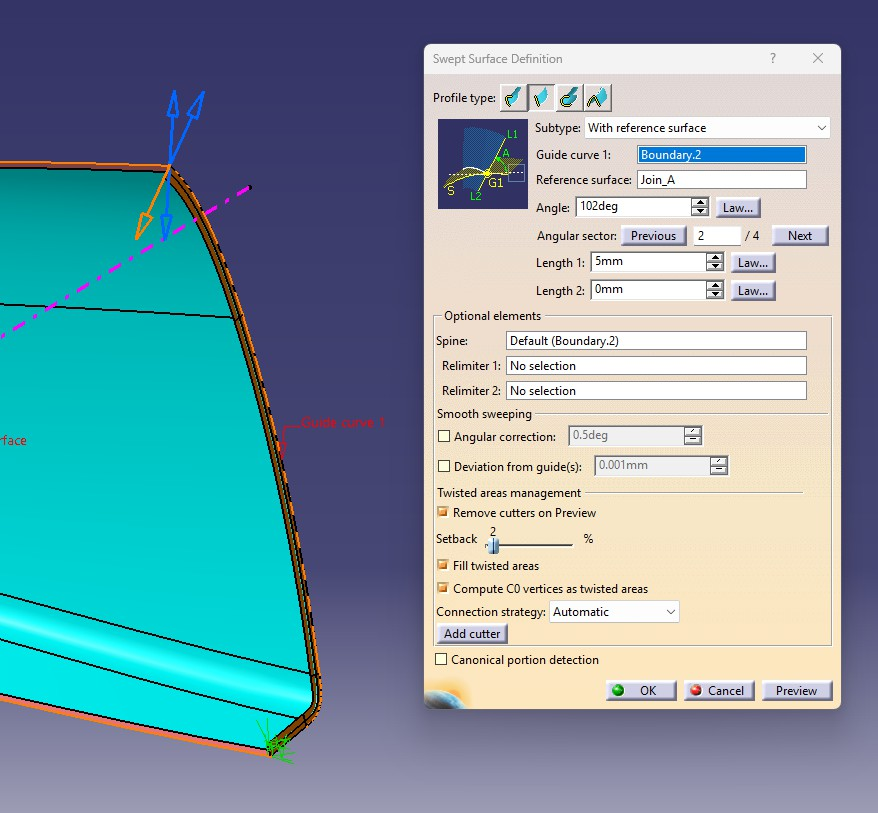 Swept Surface Definition
?
Profile type:
Subtype: With reference surface
L1
A
G1
S
L2
Guide curve 1: Boundary.2
Reference surface: Join_A
Angle: 102deg Law...
Angular sector: Previous 2 / 4 Next
Length 1: 5mm Law...
Length 2: 0mm Law...
Optional elements
Spine: Default (Boundary.2)
Relimiter 1: No selection
Relimiter 2: No selection
Smooth sweeping
Angular correction: 0.5deg
Deviation from guide(s): 0.001mm
Twisted areas management
Remove cutters on Preview
Setback 2 %
Fill twisted areas
Compute C0 vertices as twisted areas
Connection strategy: Automatic
Add cutter
Canonical portion detection
OK Cancel Preview
Guide curve 1
rface